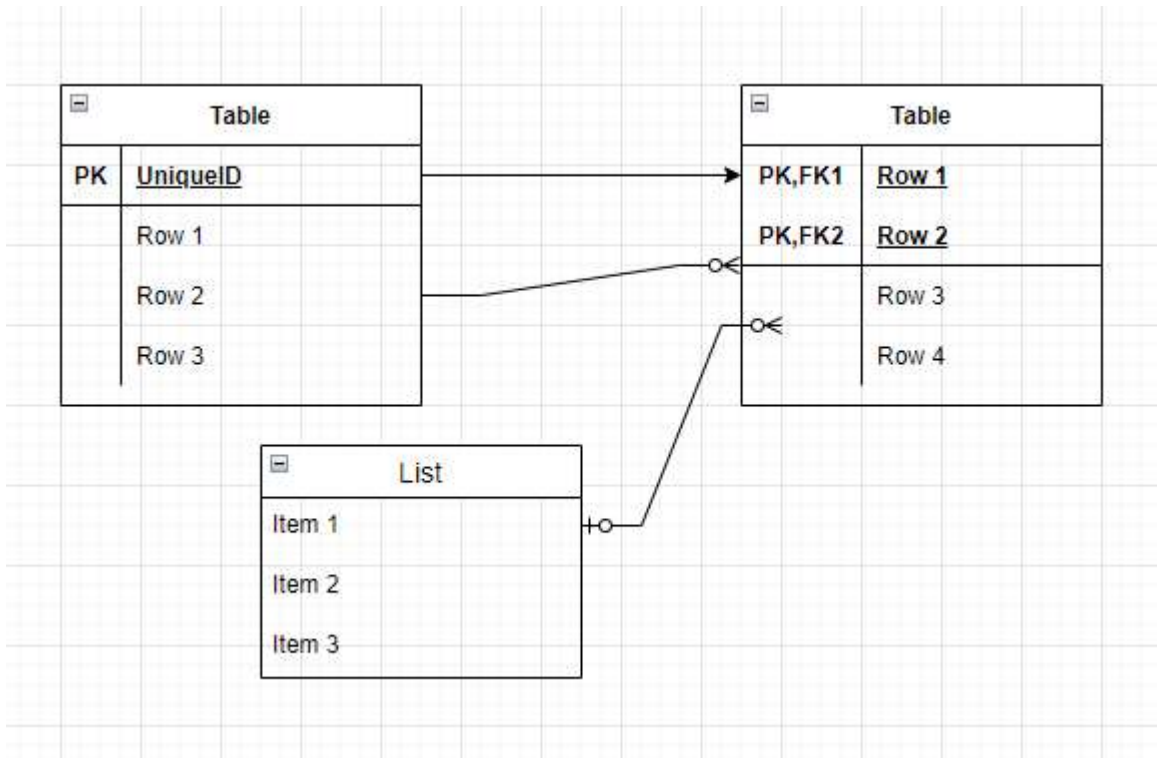 Table
PK UniqueID
Row 1
Row 2
Row 3
Table
PK,FK1 Row 1
PK,FK2 Row 2
Row 3
Row 4
List
Item 1
Item 2
Item 3